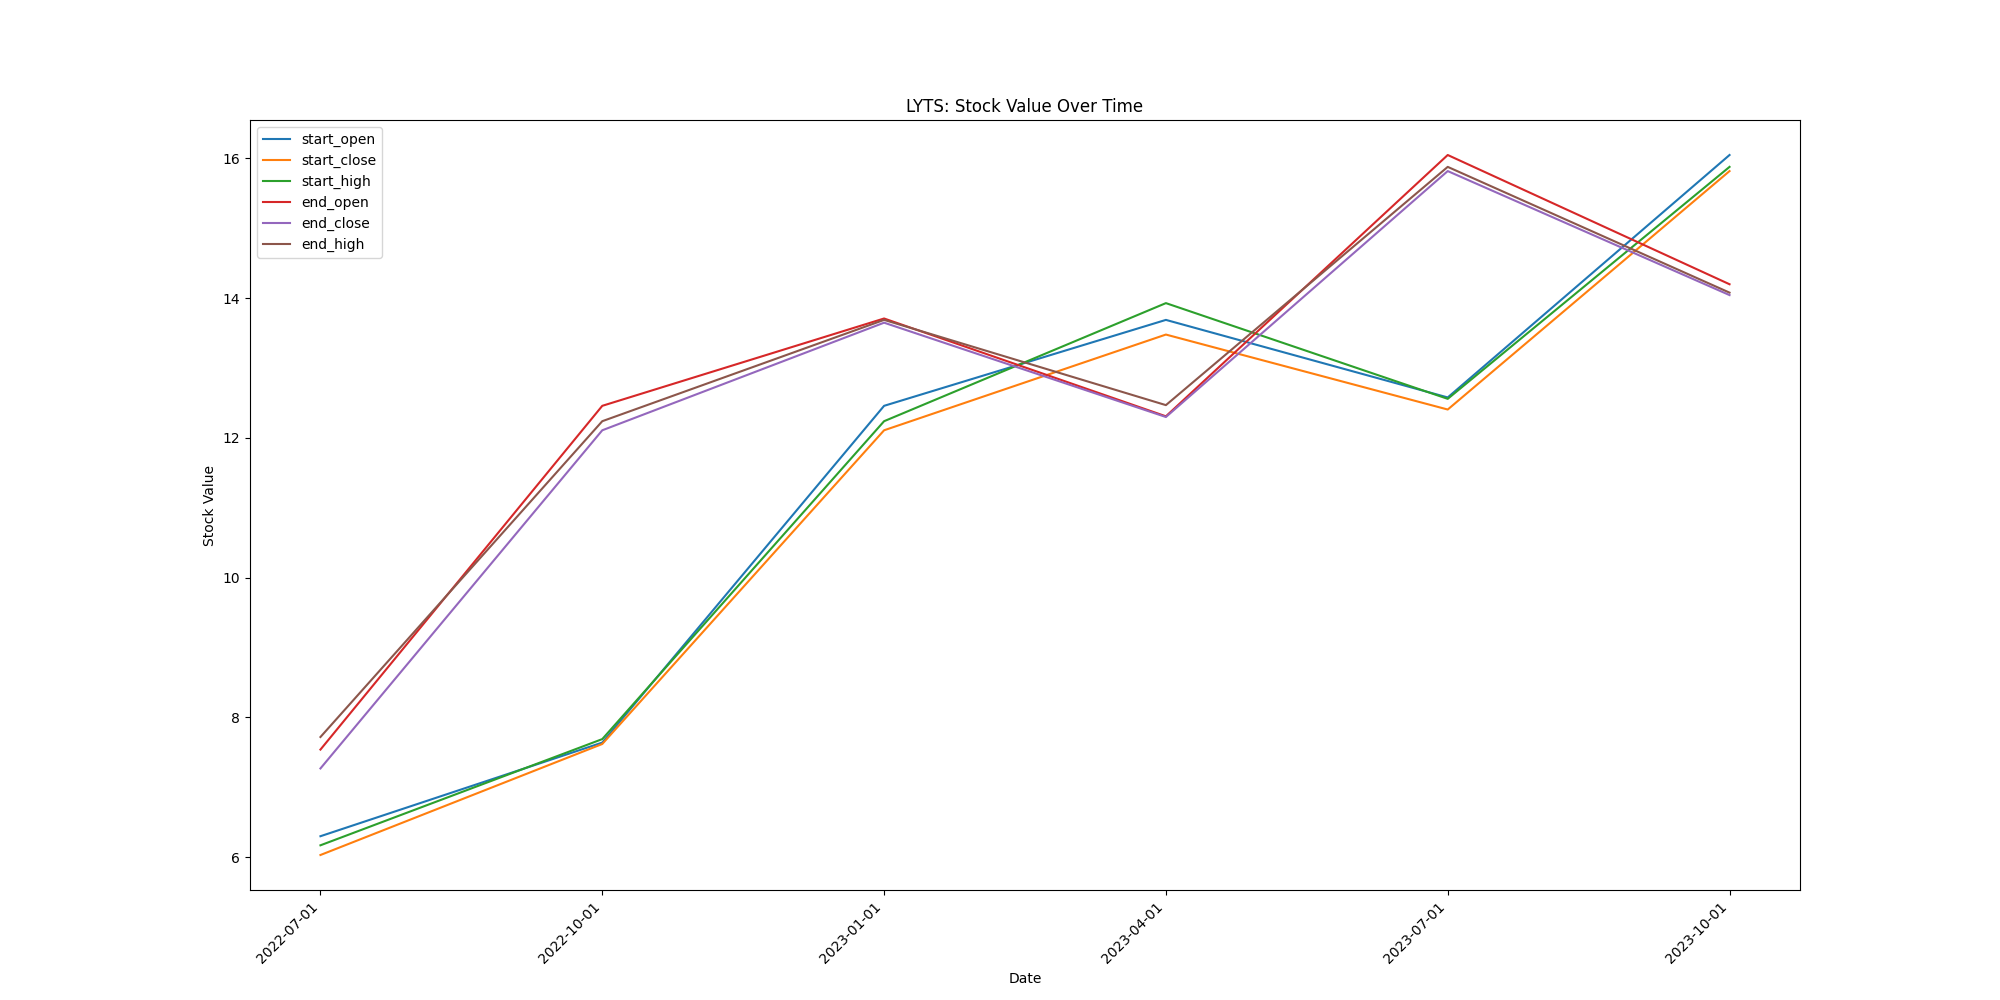 LYTS: Stock Value Over Time
start_open
start_close
start_high
end_open
end_close
end_high
16
14
12
10
8
6
Stock Value
2022-07-01
2022-10-01
2023-01-01
2023-04-01
2023-07-01
2023-10-01
Date